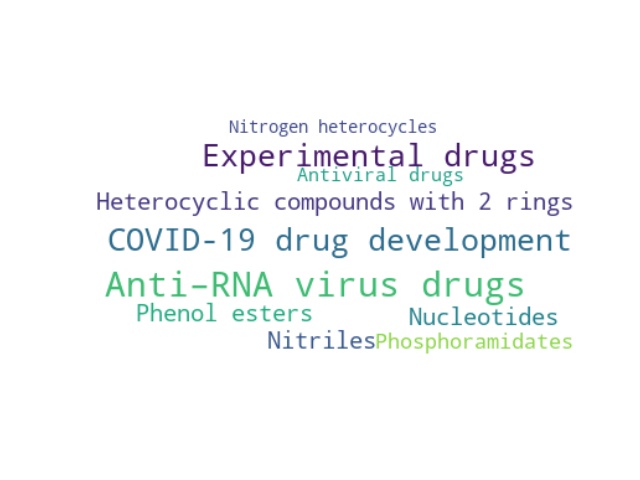 Nitrogen heterocycles
Experimental drugs
Antiviral drugs
Heterocyclic compounds with 2 rings
COVID-19 drug development
Anti–RNA virus drugs
Phenol esters
Nucleotides
Nitriles
Phosphoramidates